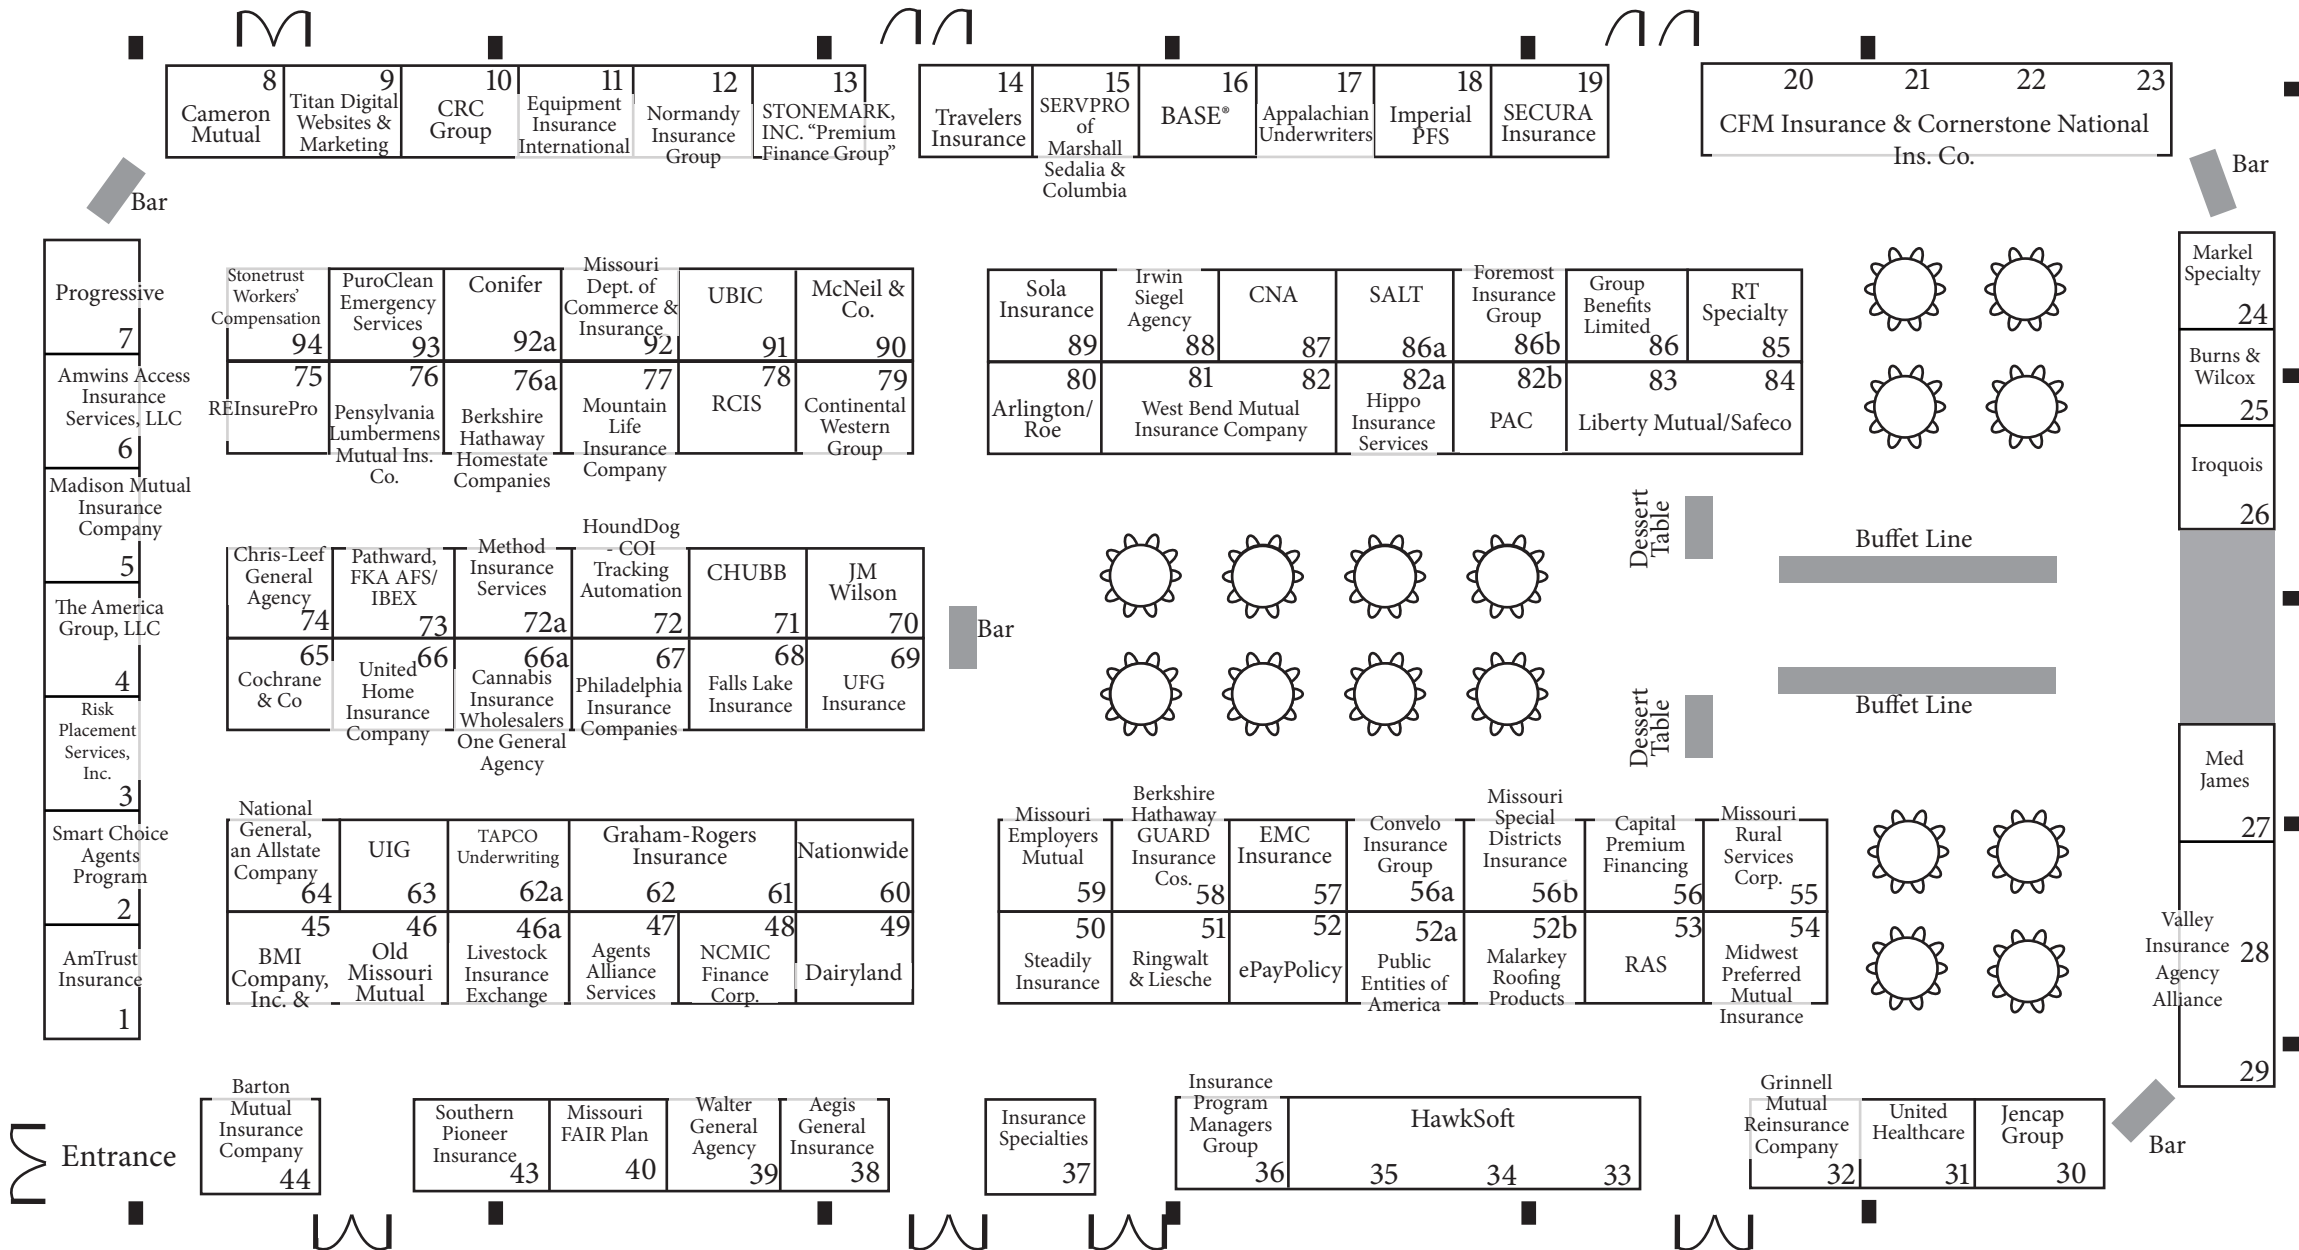 8
Cameron
Mutual
9
Titan Digital
Websites &
Marketing
10
CRC
Group
11
Equipment
Insurance
International
12
Normandy
Insurance
Group
13
STONEMARK,
INC. “Premium
Finance Group”
14
Travelers
Insurance
15
SERVPRO
of
Marshall
Sedalia &
Columbia
16
BASE®
17
Appalachian
Underwriters
18
Imperial
PFS
19
SECURA
Insurance
20 21 22 23
CFM Insurance & Cornerstone National
Ins. Co.
Bar
Bar
Progressive
7
Amwins Access
Insurance
Services, LLC
6
Madison Mutual
Insurance
Company
5
The America
Group, LLC
4
Risk
Placement
Services,
Inc.
3
Smart Choice
Agents
Program
2
AmTrust
Insurance
1
Stonetrust
Workers’
Compensation
94
PuroClean
Emergency
Services
93
Conifer
92a
Missouri
Dept. of
Commerce &
Insurance
92
UBIC
91
McNeil &
Co.
90
75
REInsurePro
76
Pensylvania
Lumbermens
Mutual Ins.
Co.
76a
Berkshire
Hathaway
Homestate
Companies
77
Mountain
Life
Insurance
Company
78
RCIS
79
Continental
Western
Group
Sola
Insurance
89
Irwin
Siegel
Agency
88
CNA
87
SALT
86a
Foremost
Insurance
Group
86b
Group
Benefits
Limited
86
RT
Specialty
85
80
Arlington/
Roe
81 82
West Bend Mutual
Insurance Company
82a
Hippo
Insurance
Services
82b
PAC
83 84
Liberty Mutual/Safeco
Markel
Specialty
24
Burns &
Wilcox
25
Iroquois
26
Chris-Leef
General
Agency
74
Pathward,
FKA AFS/
IBEX
73
Method
Insurance
Services
72a
HoundDog
- COI
Tracking
Automation
72
CHUBB
71
JM
Wilson
70
65
Cochrane
& Co
66
United
Home
Insurance
Company
66a
Cannabis
Insurance
Wholesalers
One General
Agency
67
Philadelphia
Insurance
Companies
68
Falls Lake
Insurance
69
UFG
Insurance
Bar
Dessert
Table
Buffet Line
Dessert
Table
Buffet Line
National
General,
an Allstate
Company
64
UIG
63
TAPCO
Underwriting
62a
Graham-Rogers
Insurance
62 61
Nationwide
60
45
BMI
Company,
Inc. &
46
Old
Missouri
Mutual
46a
Livestock
Insurance
Exchange
47
Agents
Alliance
Services
48
NCMIC
Finance
Corp.
49
Dairyland
Missouri
Employers
Mutual
59
Berkshire
Hathaway
GUARD
Insurance
Cos.
58
EMC
Insurance
57
Convelo
Insurance
Group
56a
Missouri
Special
Districts
Insurance
56b
Capital
Premium
Financing
56
Missouri
Rural
Services
Corp.
55
50
Steadily
Insurance
51
Ringwalt
& Liesche
52
ePayPolicy
52a
Public
Entities of
America
52b
Malarkey
Roofing
Products
53
RAS
54
Midwest
Preferred
Mutual
Insurance
Med
James
27
Valley
Insurance
Agency
Alliance
28
29
Entrance
Barton
Mutual
Insurance
Company
44
Southern
Pioneer
Insurance
43
Missouri
FAIR Plan
40
Walter
General
Agency
39
Aegis
General
Insurance
38
Insurance
Specialties
37
Insurance
Program
Managers
Group
36
HawkSoft
35 34 33
Grinnell
Mutual
Reinsurance
Company
32
United
Healthcare
31
Jencap
Group
30
Bar